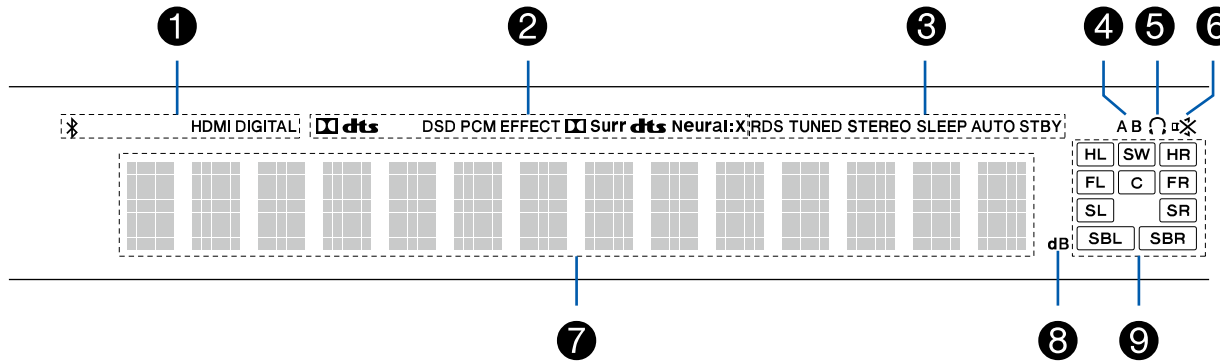 1 2 3 4 5 6
HDMI DIGITAL dts DSD PCM EFFECT Surr dts Neural:X RDS TUNED STEREO SLEEP AUTO STBY A B
HL SW HR
FL C FR
SL SR
dB SBL SBR
7 8 9